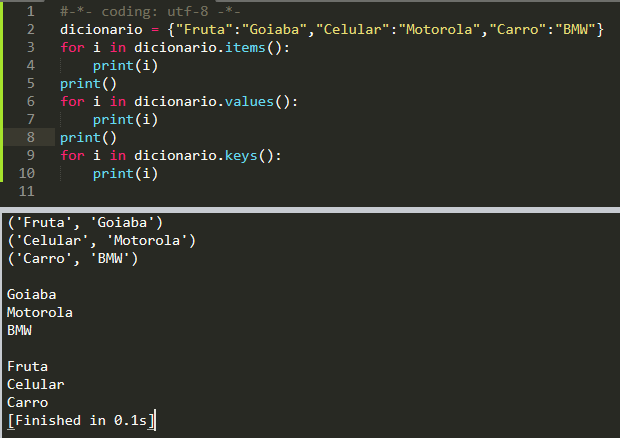 1 #-*- coding: utf-8 -*-
2 dicionario = {"Fruta":"Goiaba","Celular":"Motorola","Carro":"BMW"}
3 for i in dicionario.items():
4     print(i)
5 print()
6 for i in dicionario.values():
7     print(i)
8 print()
9 for i in dicionario.keys():
10     print(i)
11
('Fruta', 'Goiaba')
('Celular', 'Motorola')
('Carro', 'BMW')

Goiaba
Motorola
BMW

Fruta
Celular
Carro
[Finished in 0.1s]